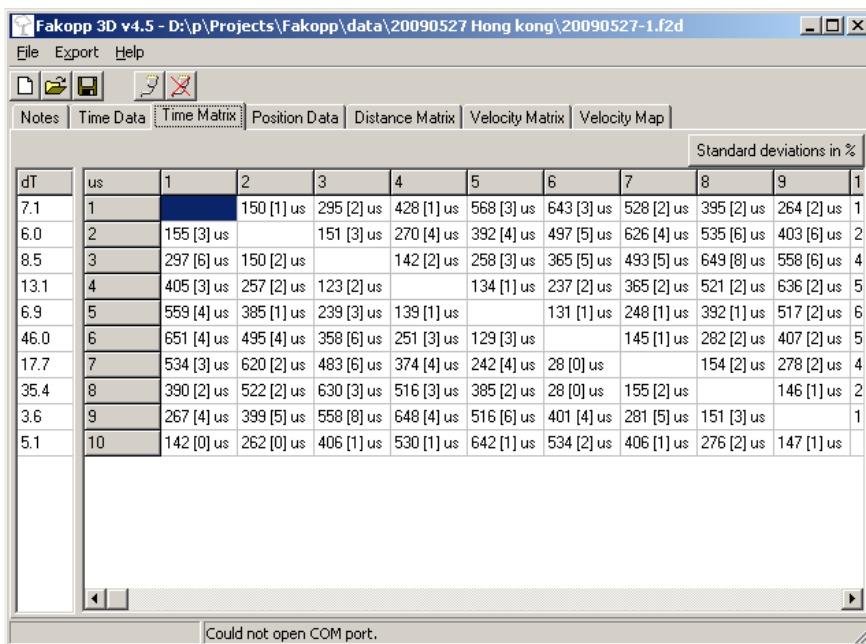 Fakopp 3D v4.5 - D:\p\Projects\Fakopp\data\20090527 Hong kong\20090527-1.f2d
File Export Help
Notes Time Data Time Matrix Position Data Distance Matrix Velocity Matrix Velocity Map
Standard deviations in %
dT us 1 2 3 4 5 6 7 8 9 1
7.1 1 150 [1] us 295 [2] us 428 [1] us 568 [3] us 643 [3] us 528 [2] us 395 [2] us 264 [2] us 1
6.0 2 155 [3] us 151 [3] us 270 [4] us 392 [4] us 497 [5] us 626 [4] us 535 [6] us 403 [6] us 2
8.5 3 297 [6] us 150 [2] us 142 [2] us 258 [3] us 365 [5] us 493 [5] us 649 [8] us 558 [6] us 4
13.1 4 405 [3] us 257 [2] us 123 [2] us 134 [1] us 237 [2] us 365 [2] us 521 [2] us 636 [2] us 5
6.9 5 559 [4] us 385 [1] us 239 [3] us 139 [1] us 131 [1] us 248 [1] us 392 [1] us 517 [2] us 6
46.0 6 651 [4] us 495 [4] us 358 [6] us 251 [3] us 129 [3] us 145 [1] us 282 [2] us 407 [2] us 5
17.7 7 534 [3] us 620 [2] us 483 [6] us 374 [4] us 242 [4] us 28 [0] us 154 [2] us 278 [2] us 4
35.4 8 390 [2] us 522 [2] us 630 [3] us 516 [3] us 385 [2] us 28 [0] us 155 [2] us 146 [1] us 2
3.6 9 267 [4] us 399 [5] us 558 [8] us 648 [4] us 516 [6] us 401 [4] us 281 [5] us 151 [3] us 1
5.1 10 142 [0] us 262 [0] us 406 [1] us 530 [1] us 642 [1] us 534 [2] us 406 [1] us 276 [2] us 147 [1] us
Could not open COM port.